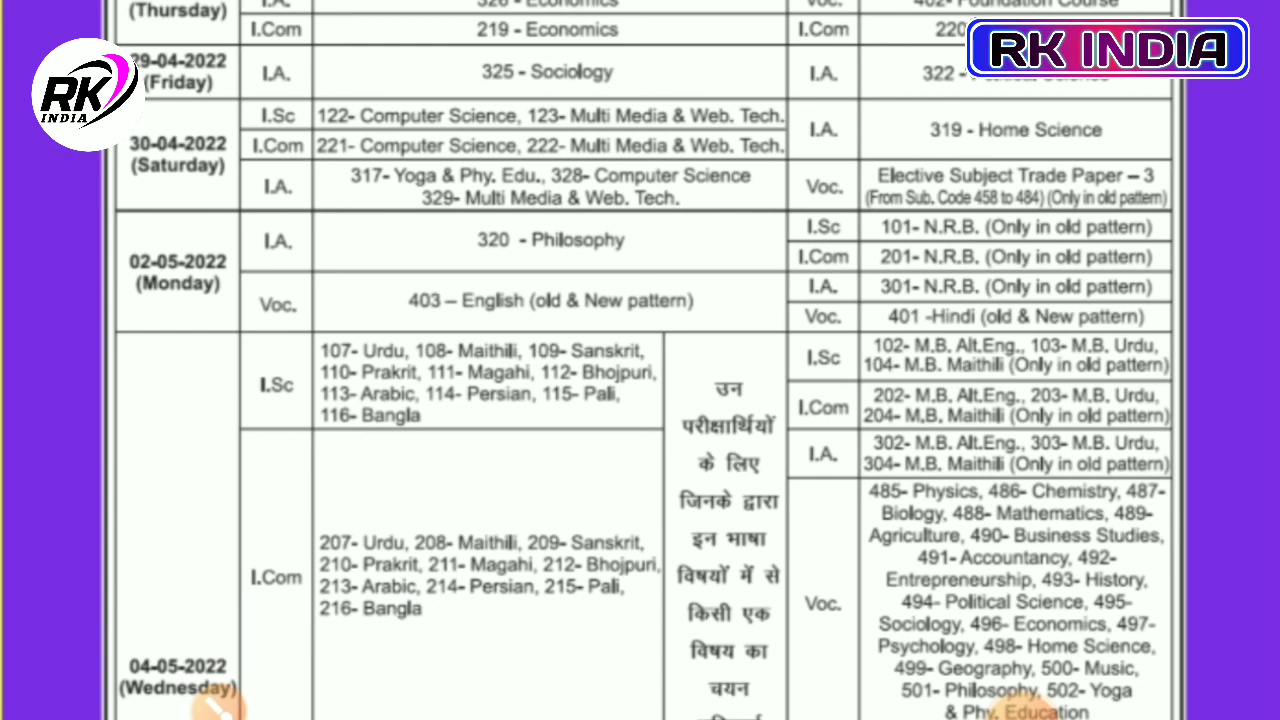 (Thursday)
I.A.
326 - Economics
Voc.
402- Foundation Course
I.Com
219 - Economics
I.Com
220
RK INDIA
RK
INDIA
29-04-2022
(Friday)
I.A.
325 - Sociology
I.A.
322 -
30-04-2022
(Saturday)
I.Sc
122- Computer Science, 123- Multi Media & Web. Tech.
I.Com
221- Computer Science, 222- Multi Media & Web. Tech.
I.A.
317- Yoga & Phy. Edu., 328- Computer Science
329- Multi Media & Web. Tech.
I.A.
319 - Home Science
Voc.
Elective Subject Trade Paper – 3
(From Sub. Code 458 to 484) (Only in old pattern)
02-05-2022
(Monday)
I.A.
320 - Philosophy
Voc.
403 – English (old & New pattern)
I.Sc
101- N.R.B. (Only in old pattern)
I.Com
201- N.R.B. (Only in old pattern)
I.A.
301- N.R.B. (Only in old pattern)
Voc.
401 -Hindi (old & New pattern)
04-05-2022
(Wednesday)
I.Sc
107- Urdu, 108- Maithili, 109- Sanskrit,
110- Prakrit, 111- Magahi, 112- Bhojpuri,
113- Arabic, 114- Persian, 115- Pali,
116- Bangla
I.Com
207- Urdu, 208- Maithili, 209- Sanskrit,
210- Prakrit, 211- Magahi, 212- Bhojpuri,
213- Arabic, 214- Persian, 215- Pali,
216- Bangla
उन
परीक्षार्थियों
के लिए
जिनके द्वारा
इन भाषा
विषयों में से
किसी एक
विषय का
चयन
I.Sc
102- M.B. Alt.Eng., 103- M.B. Urdu,
104- M.B. Maithili (Only in old pattern)
I.Com
202- M.B. Alt.Eng., 203- M.B. Urdu,
204- M.B. Maithili (Only in old pattern)
I.A.
302- M.B. Alt.Eng., 303- M.B. Urdu,
304- M.B. Maithili (Only in old pattern)
Voc.
485- Physics, 486- Chemistry, 487-
Biology, 488- Mathematics, 489-
Agriculture, 490- Business Studies,
491- Accountancy, 492-
Entrepreneurship, 493- History,
494- Political Science, 495-
Sociology, 496- Economics, 497-
Psychology, 498- Home Science,
499- Geography, 500- Music,
501- Philosophy, 502- Yoga
& Phy. Education